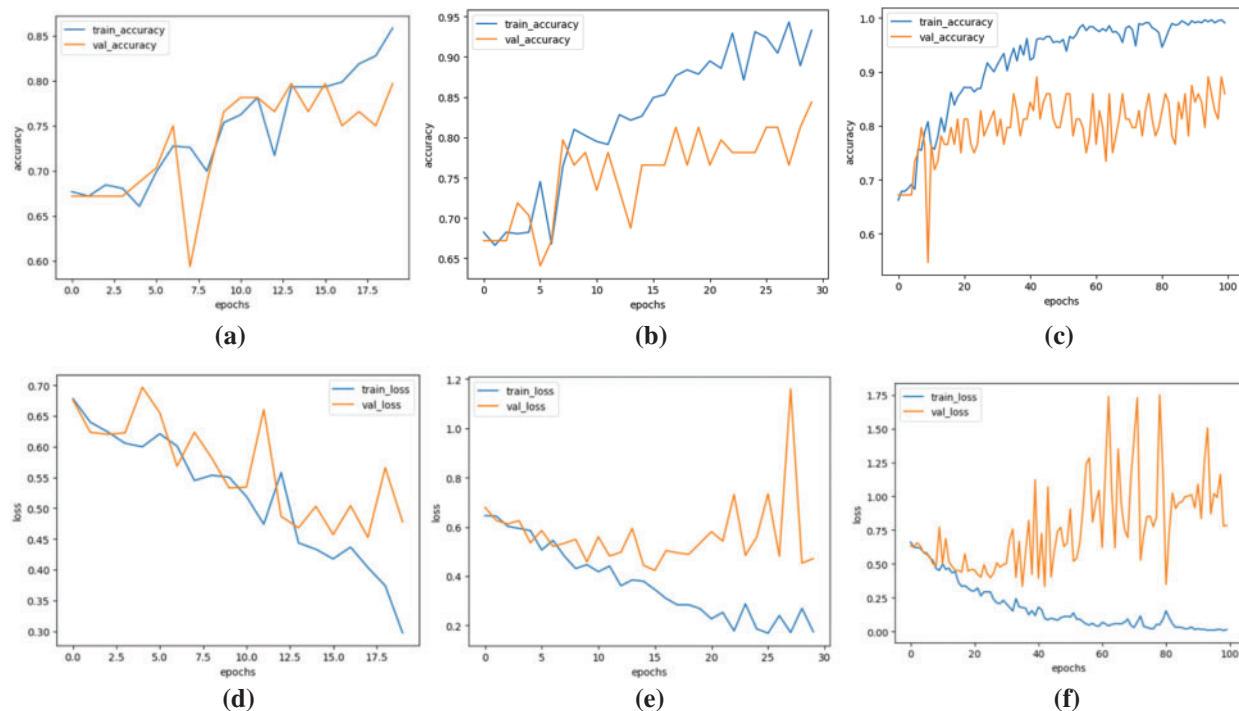 train_accuracy
val_accuracy
0.85
0.80
0.75
0.70
0.65
0.60
accuracy
0.0 2.5 5.0 7.5 10.0 12.5 15.0 17.5
epochs
(a)
train_accuracy
val_accuracy
0.95
0.90
0.85
0.80
0.75
0.70
0.65
accuracy
0 5 10 15 20 25 30
epochs
(b)
train_accuracy
val_accuracy
1.0
0.9
0.8
0.7
0.6
accuracy
0 20 40 60 80 100
epochs
(c)
train_loss
val_loss
0.70
0.65
0.60
0.55
0.50
0.45
0.40
0.35
0.30
loss
0.0 2.5 5.0 7.5 10.0 12.5 15.0 17.5
epochs
(d)
train_loss
val_loss
1.2
1.0
0.8
0.6
0.4
0.2
loss
0 5 10 15 20 25 30
epochs
(e)
train_loss
val_loss
1.75
1.50
1.25
1.00
0.75
0.50
0.25
0.00
loss
0 20 40 60 80 100
epochs
(f)